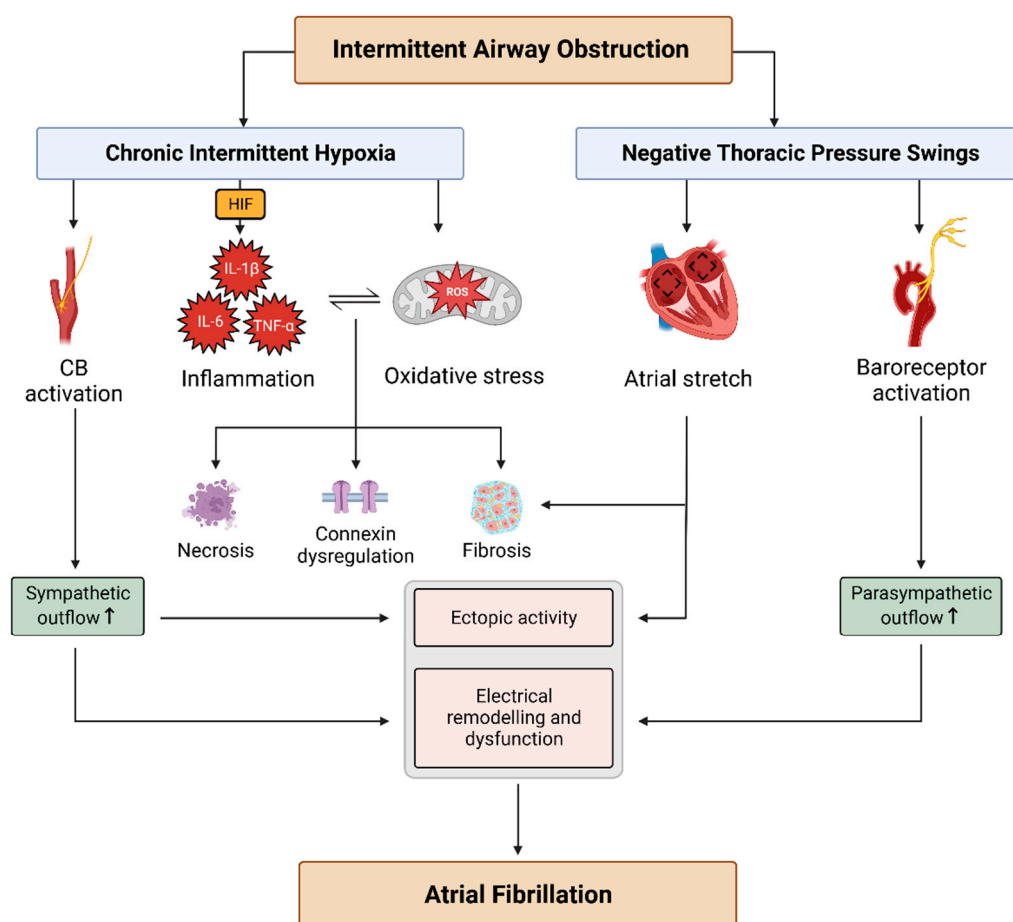 Intermittent Airway Obstruction
Chronic Intermittent Hypoxia
Negative Thoracic Pressure Swings
HIF
IL-1β
IL-6
TNF-α
ROS
CB
activation
Inflammation
Oxidative stress
Atrial stretch
Baroreceptor
activation
Necrosis
Connexin
dysregulation
Fibrosis
Sympathetic
outflow ↑
Ectopic activity
Parasympathetic
outflow ↑
Electrical
remodelling and
dysfunction
Atrial Fibrillation